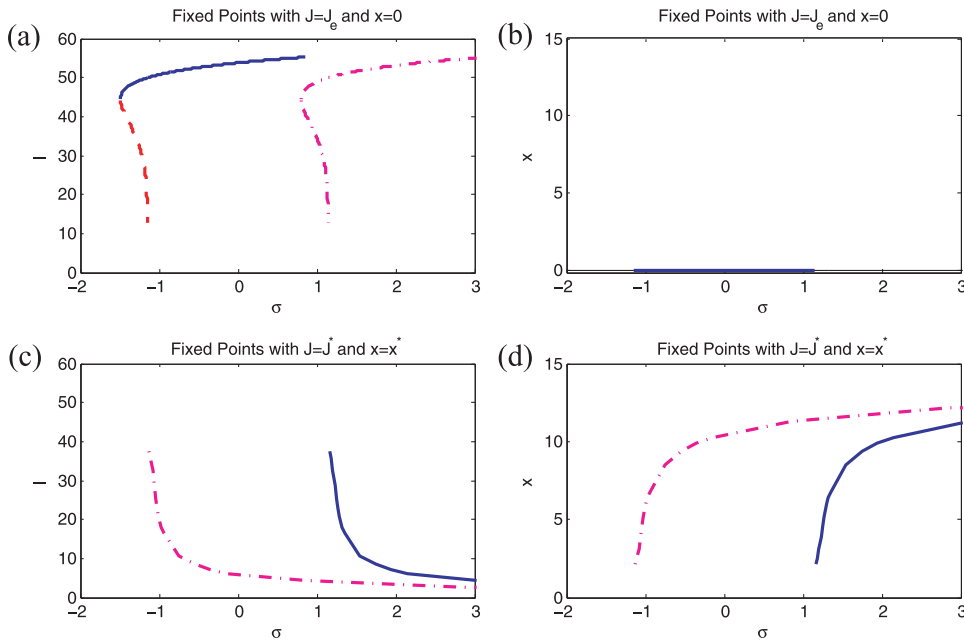 (a)
Fixed Points with J=J_e and x=0
60
50
40
30
20
10
0
I
−2 −1 0 1 2 3
σ
(b)
Fixed Points with J=J_e and x=0
15
10
5
0
x
−2 −1 0 1 2 3
σ
(c)
Fixed Points with J=J^* and x=x^*
60
50
40
30
20
10
0
I
−2 −1 0 1 2 3
σ
(d)
Fixed Points with J=J^* and x=x^*
15
10
5
0
x
−2 −1 0 1 2 3
σ